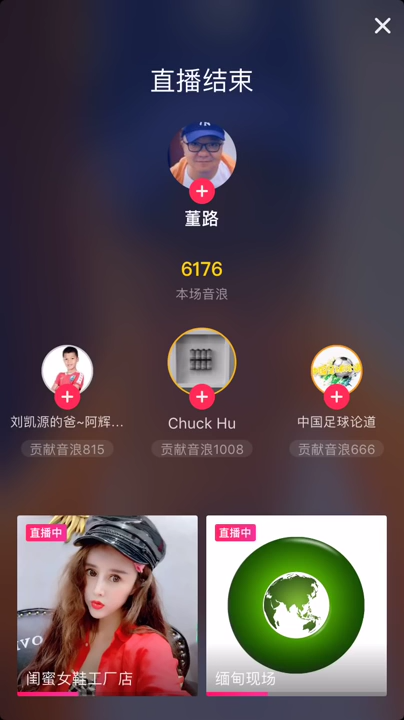 直播结束
董路
6176
本场音浪
刘凯源的爸~阿辉...
贡献音浪815
Chuck Hu
贡献音浪1008
中国足球论道
贡献音浪666
直播中
闺蜜女鞋工厂店
直播中
缅甸现场